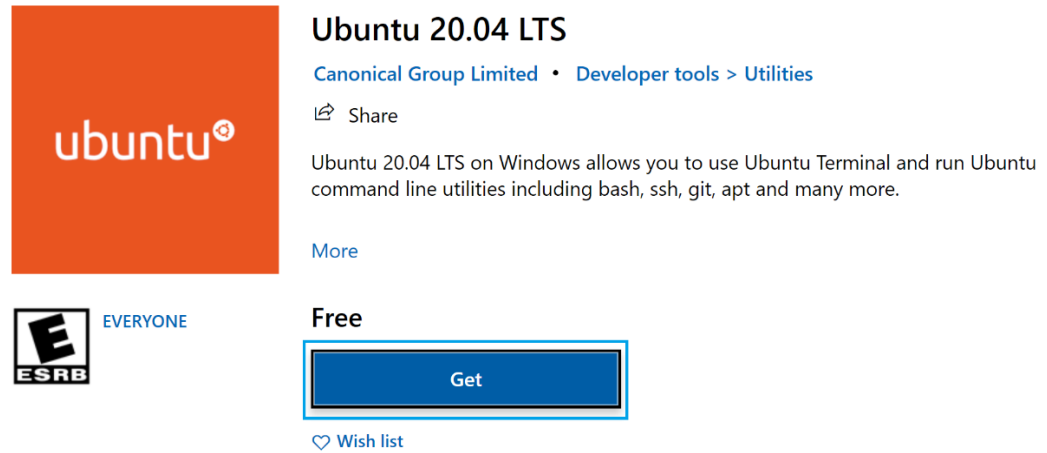 ubuntu
Ubuntu 20.04 LTS
Canonical Group Limited • Developer tools > Utilities
Share
Ubuntu 20.04 LTS on Windows allows you to use Ubuntu Terminal and run Ubuntu
command line utilities including bash, ssh, git, apt and many more.
More
E
ESRB
EVERYONE
Free
Get
Wish list